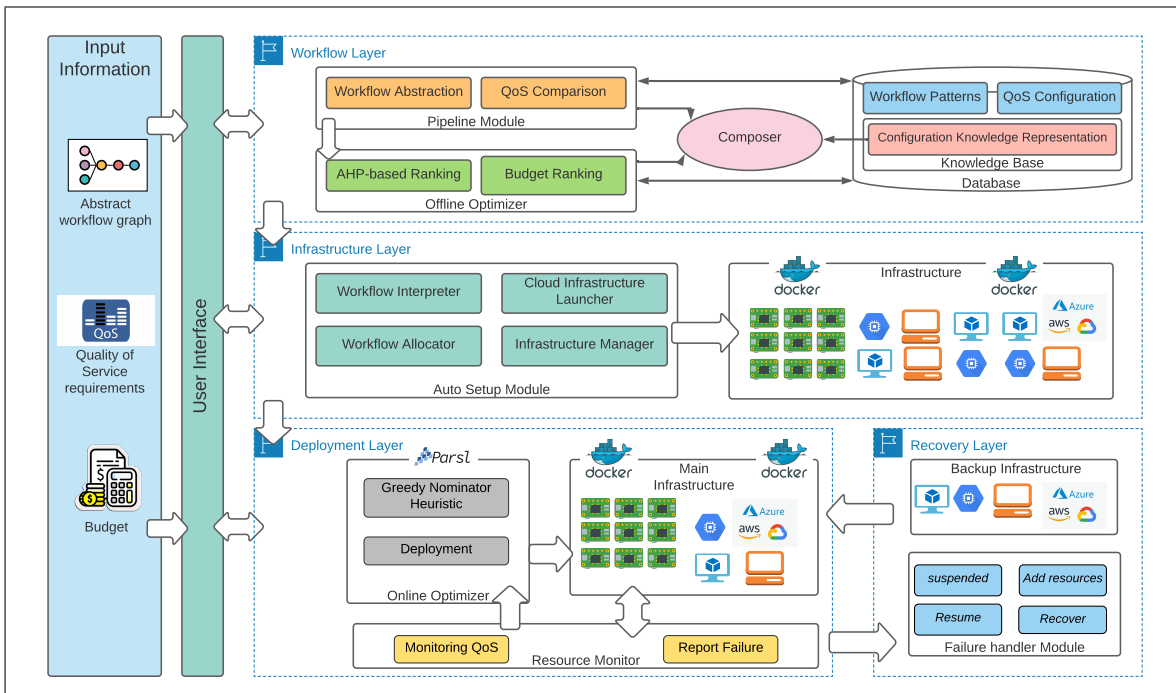 Input
Information
Abstract
workflow graph
QoS
Quality of
Service
requirements
Budget
User Interface
Workflow Layer
Workflow Abstraction
QoS Comparison
Pipeline Module
AHP-based Ranking
Budget Ranking
Offline Optimizer
Composer
Workflow Patterns
QoS Configuration
Configuration Knowledge Representation
Knowledge Base
Database
Infrastructure Layer
Workflow Interpreter
Cloud Infrastructure
Launcher
Workflow Allocator
Infrastructure Manager
Auto Setup Module
docker
Infrastructure
docker
Azure
aws
Deployment Layer
Parsl
Greedy Nominator
Heuristic
Deployment
Online Optimizer
docker
Main
Infrastructure
docker
Azure
aws
Monitoring QoS
Report Failure
Resource Monitor
Recovery Layer
Backup Infrastructure
Azure
aws
suspended
Add resources
Resume
Recover
Failure handler Module